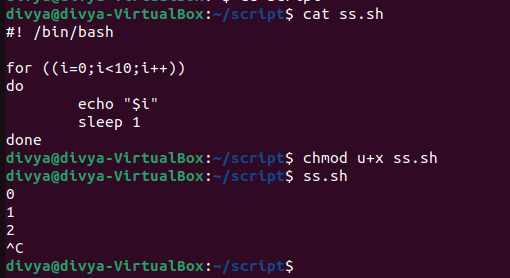 divya@divya-VirtualBox:~/script$ cat ss.sh
#! /bin/bash

for ((i=0;i<10;i++))
do
        echo "$i"
        sleep 1
done
divya@divya-VirtualBox:~/script$ chmod u+x ss.sh
divya@divya-VirtualBox:~/script$ ss.sh
0
1
2
^C
divya@divya-VirtualBox:~/script$